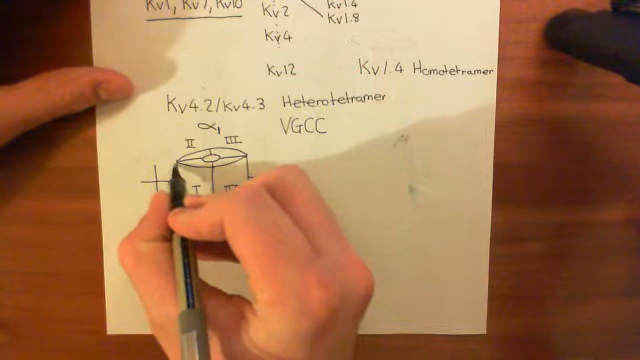 Kv1, Kv7, Kv10
Kv2
Kv1.4
Kv1.8
Kv4
Kv12
Kv1.4 Homotetramer
Kv4.2/Kv4.3 Heterotetramer
α1
VGCC
II III
I IV